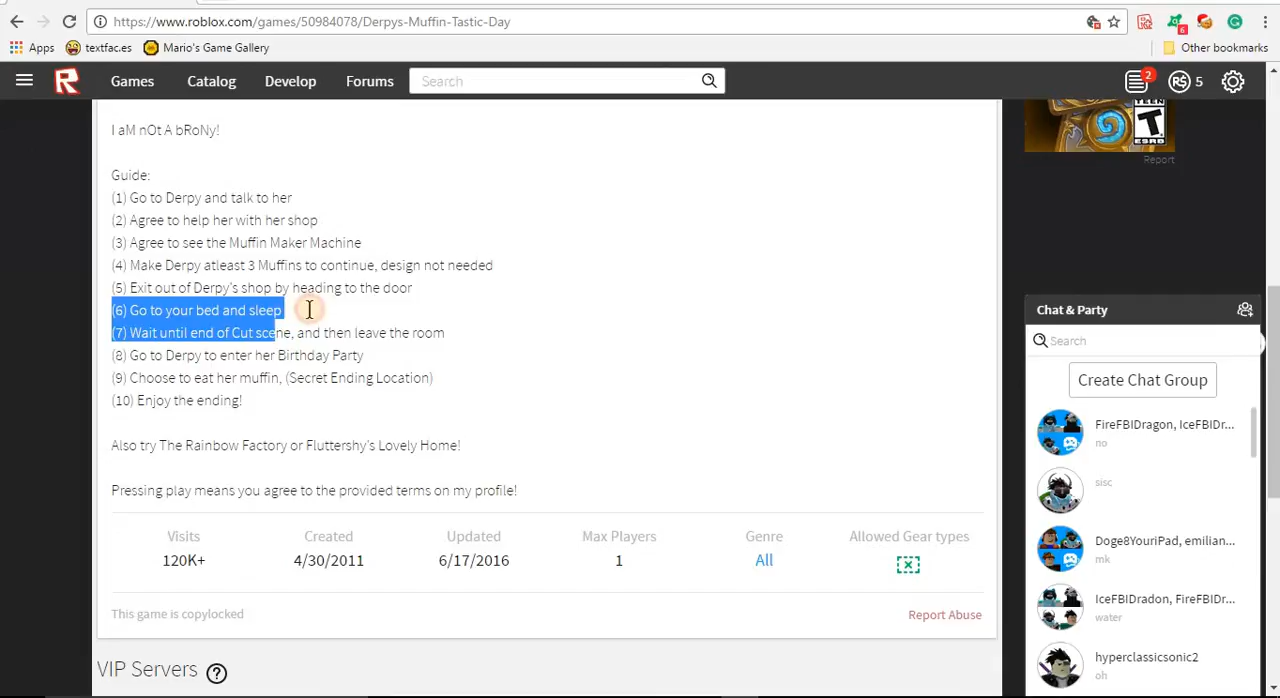 https://www.roblox.com/games/50984078/Derpys-Muffin-Tastic-Day
6
Apps textfac.es Mario's Game Gallery Other bookmarks
Games Catalog Develop Forums Search 2 R$ 5
I aM nOt A bRoNy!
TEEN
T
ESRB
Report
Guide:
(1) Go to Derpy and talk to her
(2) Agree to help her with her shop
(3) Agree to see the Muffin Maker Machine
(4) Make Derpy atleast 3 Muffins to continue, design not needed
(5) Exit out of Derpy's shop by heading to the door
(6) Go to your bed and sleep
(7) Wait until end of Cut scene, and then leave the room
(8) Go to Derpy to enter her Birthday Party
(9) Choose to eat her muffin, (Secret Ending Location)
(10) Enjoy the ending!
Also try The Rainbow Factory or Fluttershy's Lovely Home!
Pressing play means you agree to the provided terms on my profile!
Visits Created Updated Max Players Genre Allowed Gear types
120K+ 4/30/2011 6/17/2016 1 All
This game is copylocked Report Abuse
VIP Servers ?
Chat & Party
Search
Create Chat Group
FireFBIDragon, IceFBIDr...
no
sisc
Doge8YouriPad, emilian...
mk
IceFBIDradon, FireFBIDr...
water
hyperclassicsonic2
oh